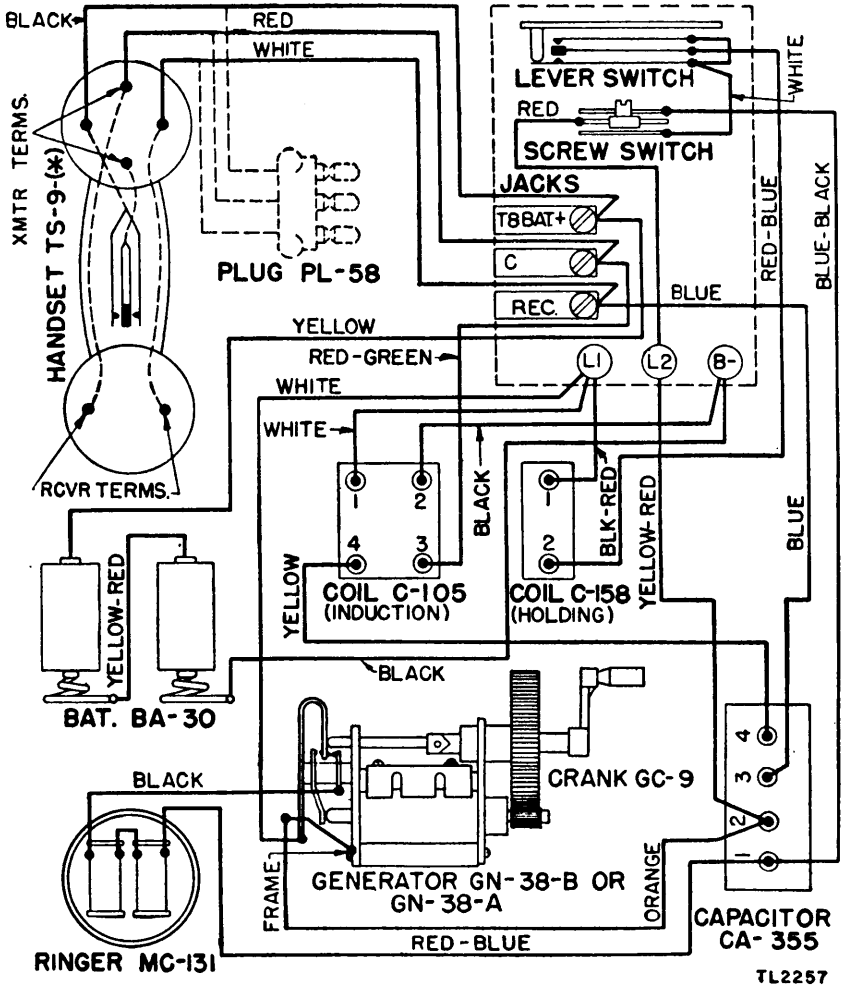 BLACK
RED
WHITE
XMTR TERMS.
HANDSET TS-9-(*)
PLUG PL-58
LEVER SWITCH
WHITE
RED
SCREW SWITCH
JACKS
TBBAT+
C
REC.
RED-BLUE
BLUE-BLACK
BLUE
YELLOW
RED-GREEN
L1
L2
B-
WHITE
WHITE
RCVR TERMS.
1
2
4
3
BLACK
1
2
BLK-RED
YELLOW-RED
BLUE
YELLOW-RED
YELLOW
COIL C-105
(INDUCTION)
COIL C-158
(HOLDING)
BLACK
BAT. BA-30
4
3
2
1
CRANK GC-9
BLACK
FRAME
GENERATOR GN-38-B OR
GN-38-A
ORANGE
RED-BLUE
CAPACITOR
CA-355
RINGER MC-131
TL2257